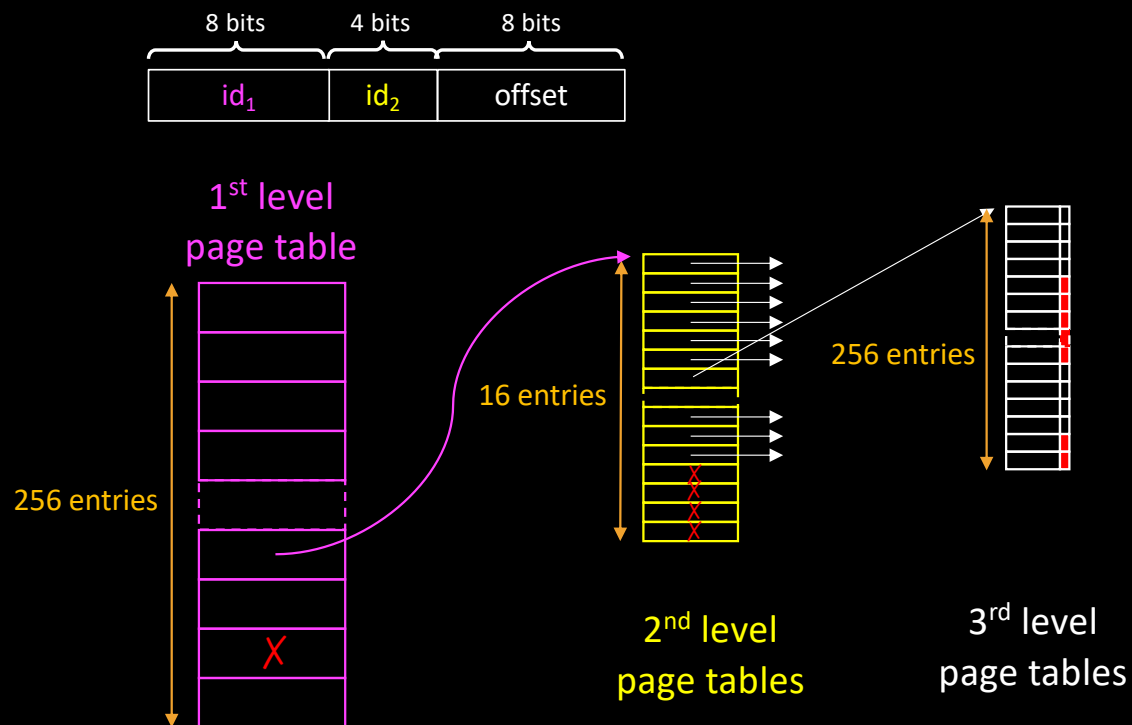 8 bits 4 bits 8 bits
id₁ id₂ offset
1st level
page table
256 entries
16 entries
256 entries
X
X
X
X
X
2nd level
page tables
3rd level
page tables